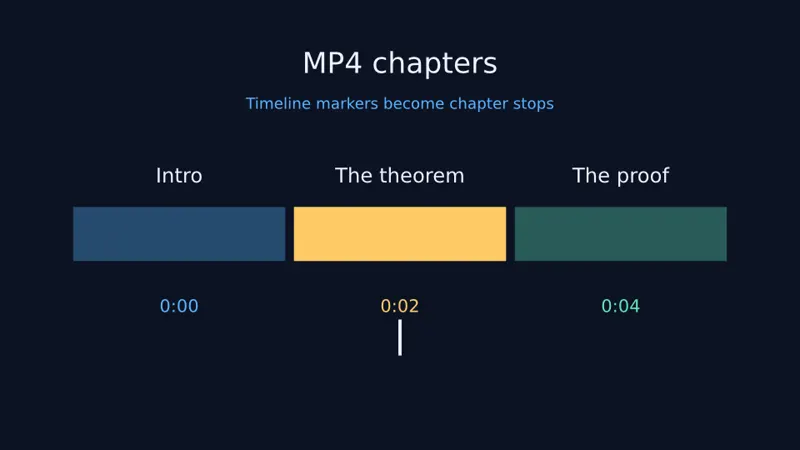 MP4 chapters
Timeline markers become chapter stops
Intro The theorem The proof
0:00 0:02 0:04